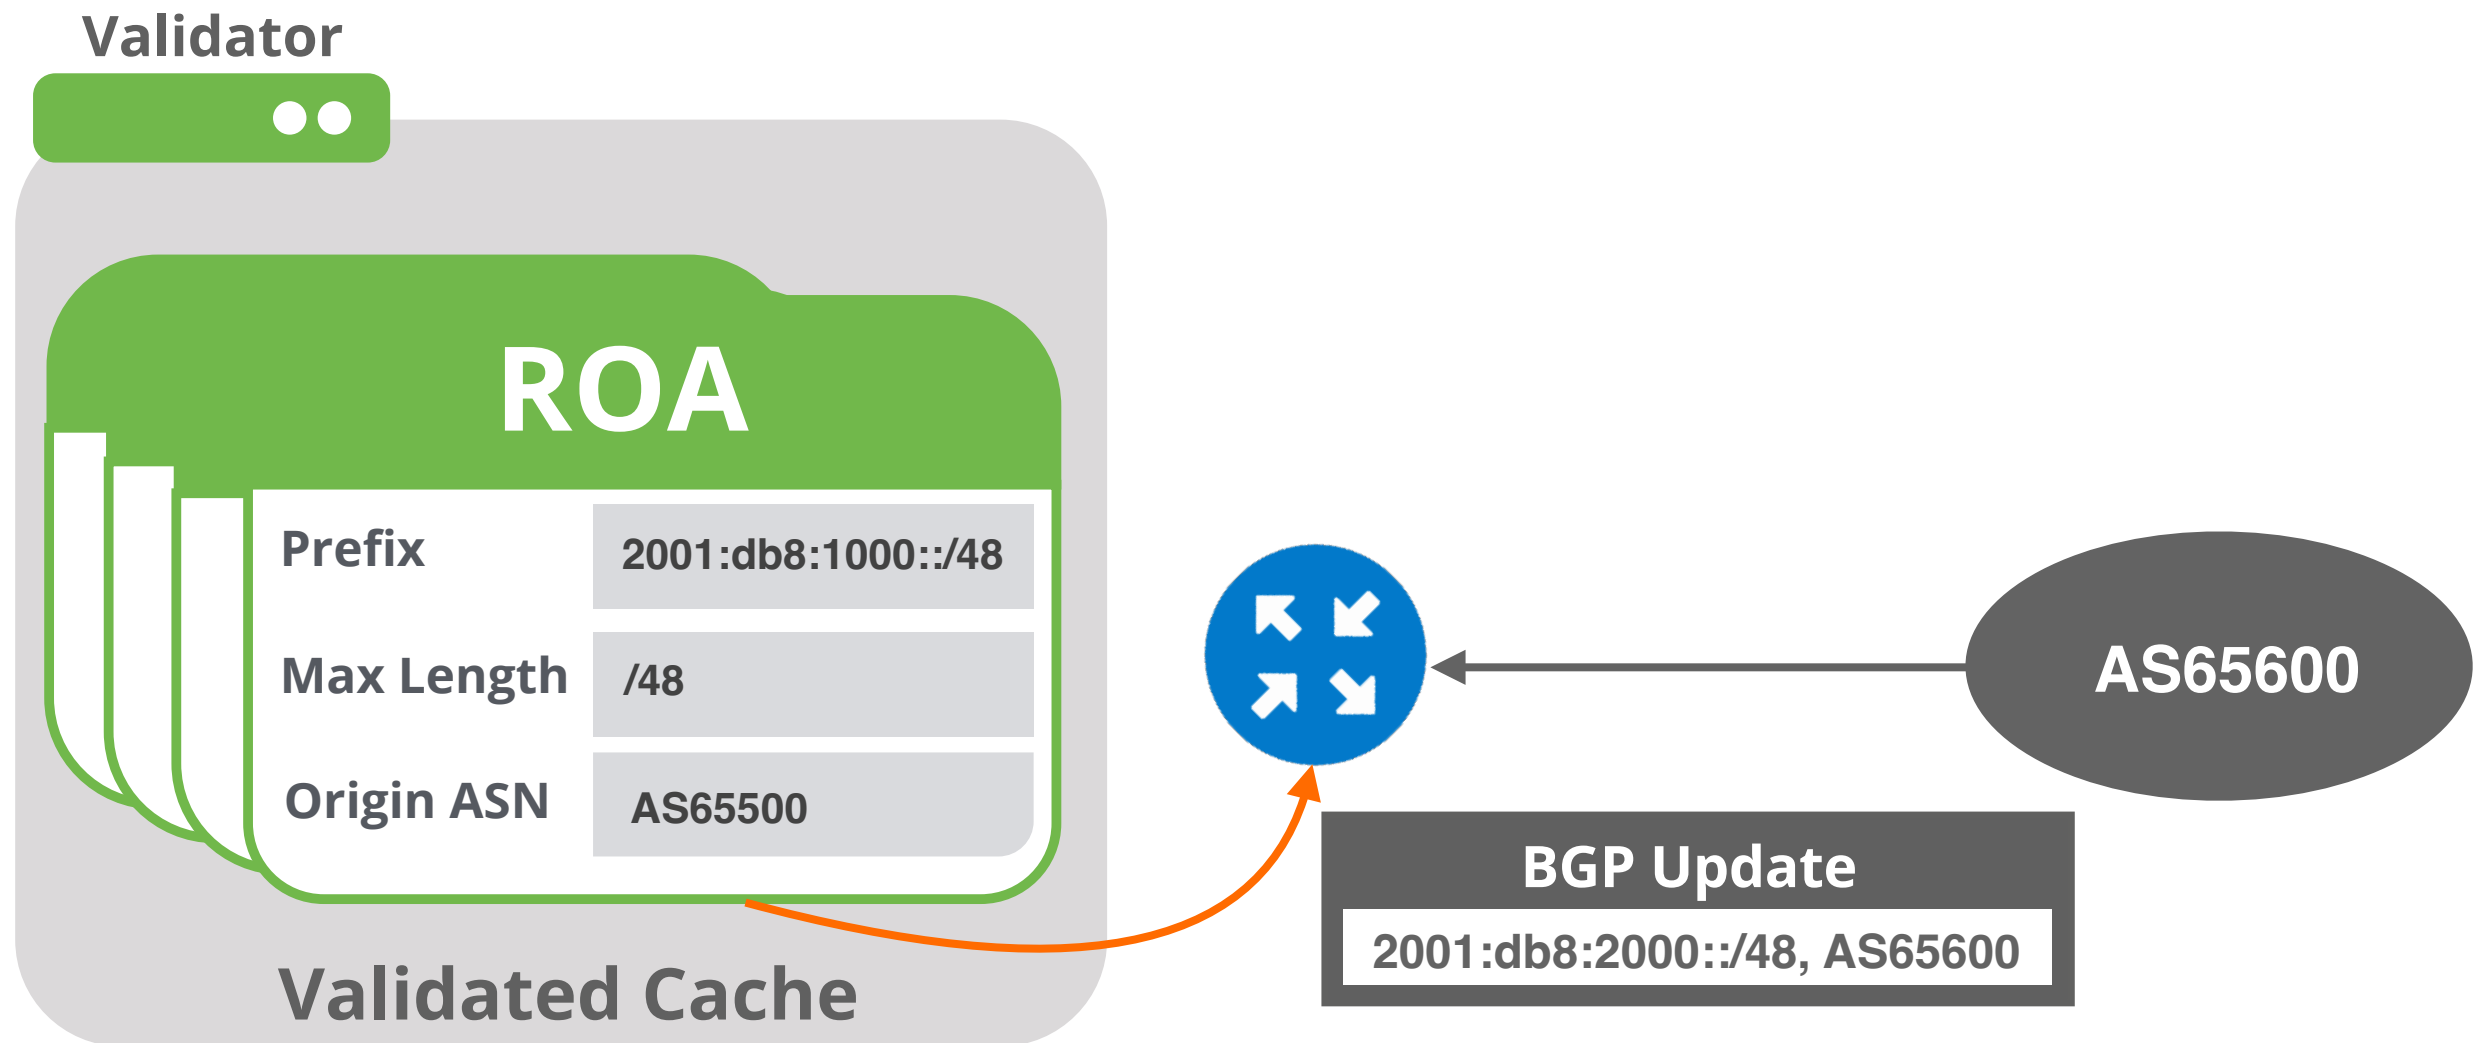 Validator
ROA
Prefix 2001:db8:1000::/48
Max Length /48
Origin ASN AS65500
Validated Cache
AS65600
BGP Update
2001:db8:2000::/48, AS65600